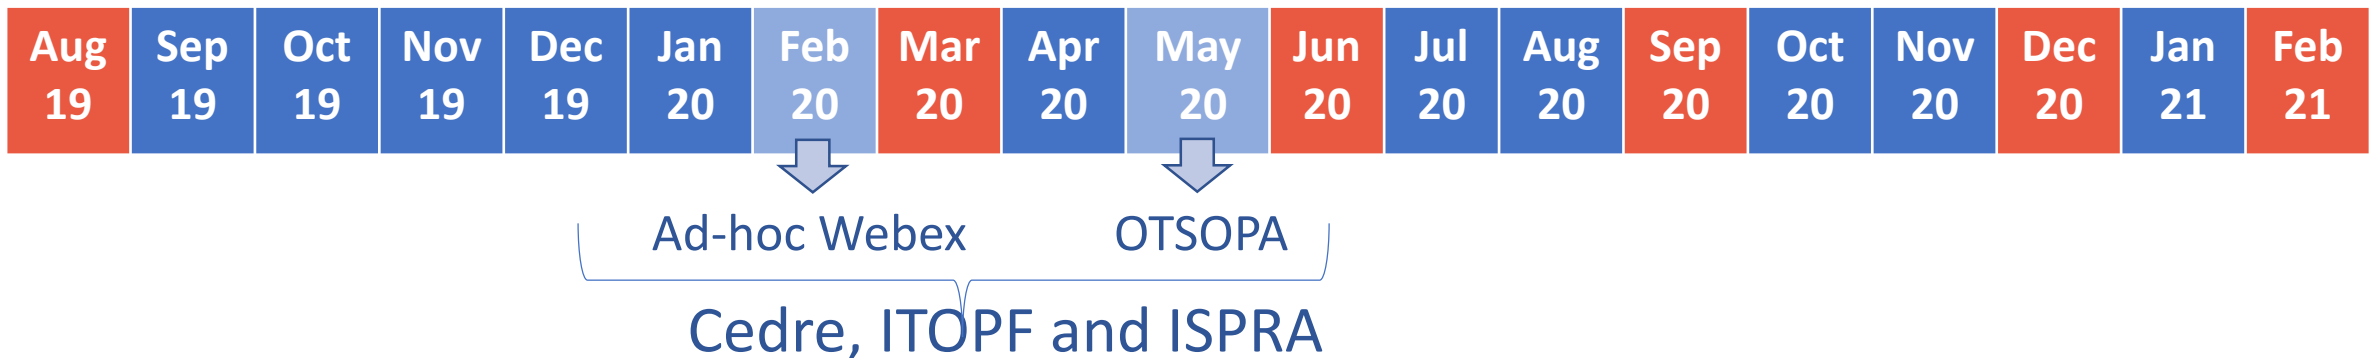 Aug Sep Oct Nov Dec Jan Feb Mar Apr May Jun Jul Aug Sep Oct Nov Dec Jan Feb
19 19 19 19 19 20 20 20 20 20 20 20 20 20 20 20 20 21 21
Ad-hoc Webex OTSOPA
Cedre, ITOPF and ISPRA